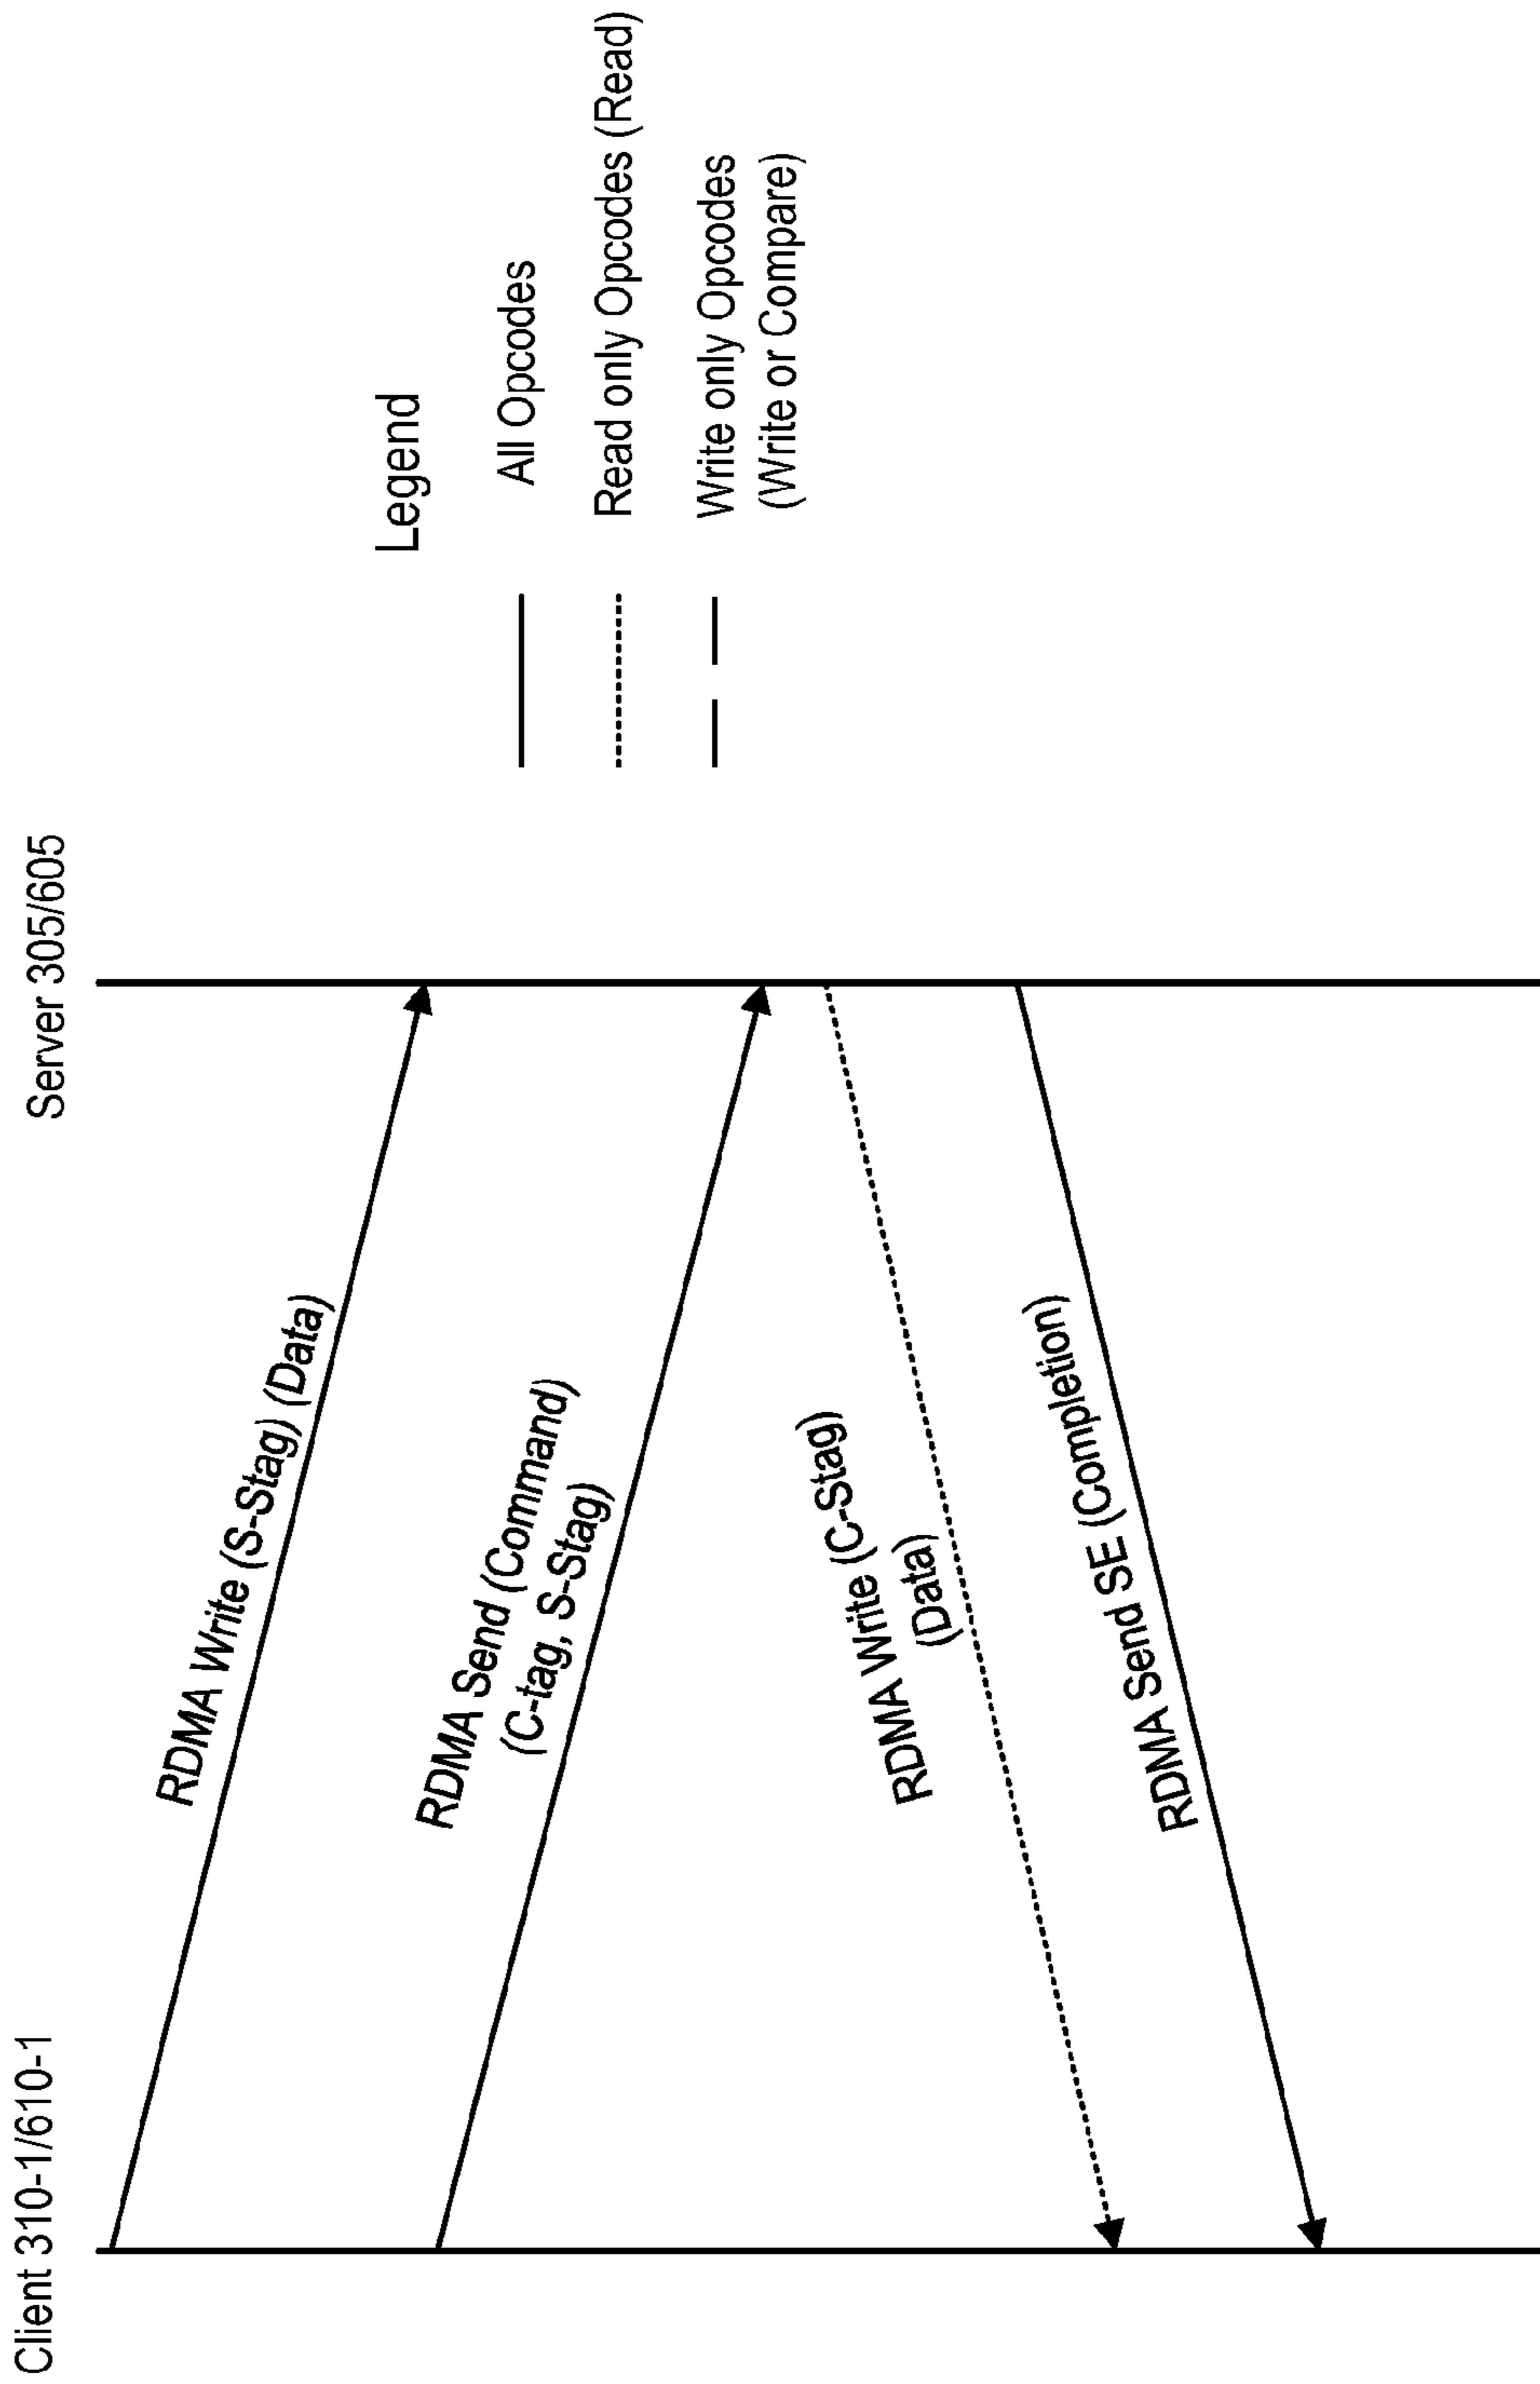 Client 310-1/610-1
Server 305/605
RDMA Write (S-Stag) (Data)
RDMA Send (Command)
(C-tag, S-Stag)
RDMA Write (C-Stag)
(Data)
RDMA Send SE (Completion)
Legend
All Opcodes
Read only Opcodes (Read)
Write only Opcodes
(Write or Compare)